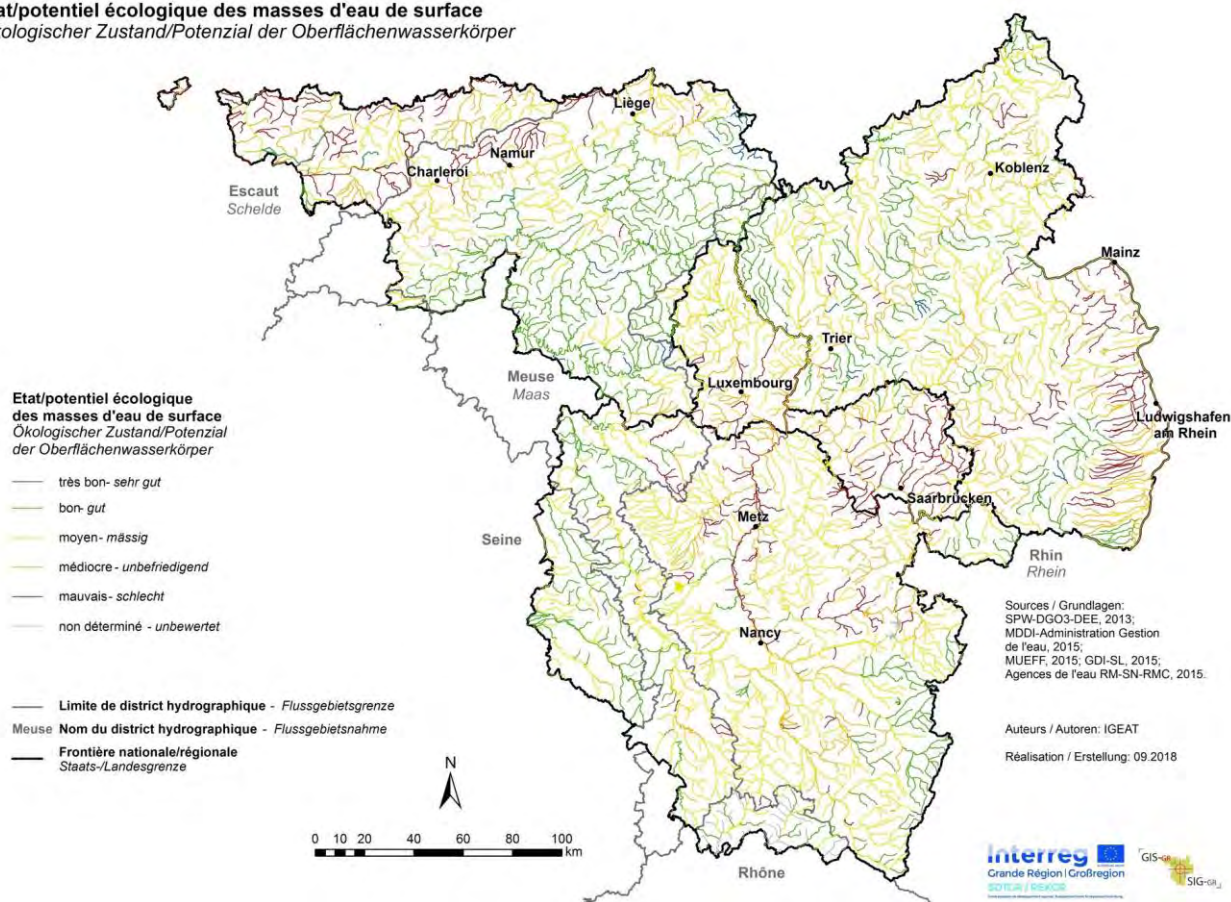 at/potentiel écologique des masses d'eau de surface
kologischer Zustand/Potenzial der Oberflächenwasserkörper
Liège
Namur
Charleroi
Koblenz
Escaut
Schelde
Mainz
Trier
Meuse
Maas
Luxembourg
Ludwigshafen
am Rhein
Etat/potentiel écologique
des masses d'eau de surface
Ökologischer Zustand/Potenzial
der Oberflächenwasserkörper
très bon- sehr gut
bon- gut
moyen- mässig
médiocre - unbefriedigend
mauvais- schlecht
non déterminé - unbewertet
Saarbrücken
Metz
Seine
Rhin
Rhein
Nancy
Sources / Grundlagen:
SPW-DGO3-DEE, 2013;
MDDI-Administration Gestion
de l'eau, 2015;
MUEFF, 2015; GDI-SL, 2015;
Agences de l'eau RM-SN-RMC, 2015.
Limite de district hydrographique - Flussgebietsgrenze
Meuse Nom du district hydrographique - Flussgebietsnahme
Frontière nationale/régionale
Staats-/Landesgrenze
Auteurs / Autoren: IGEAT
Réalisation / Erstellung: 09.2018
N
0 10 20 40 60 80 100
km
Rhône
Interreg
Grande Région | Großregion
GIS-GR
SIG-GR